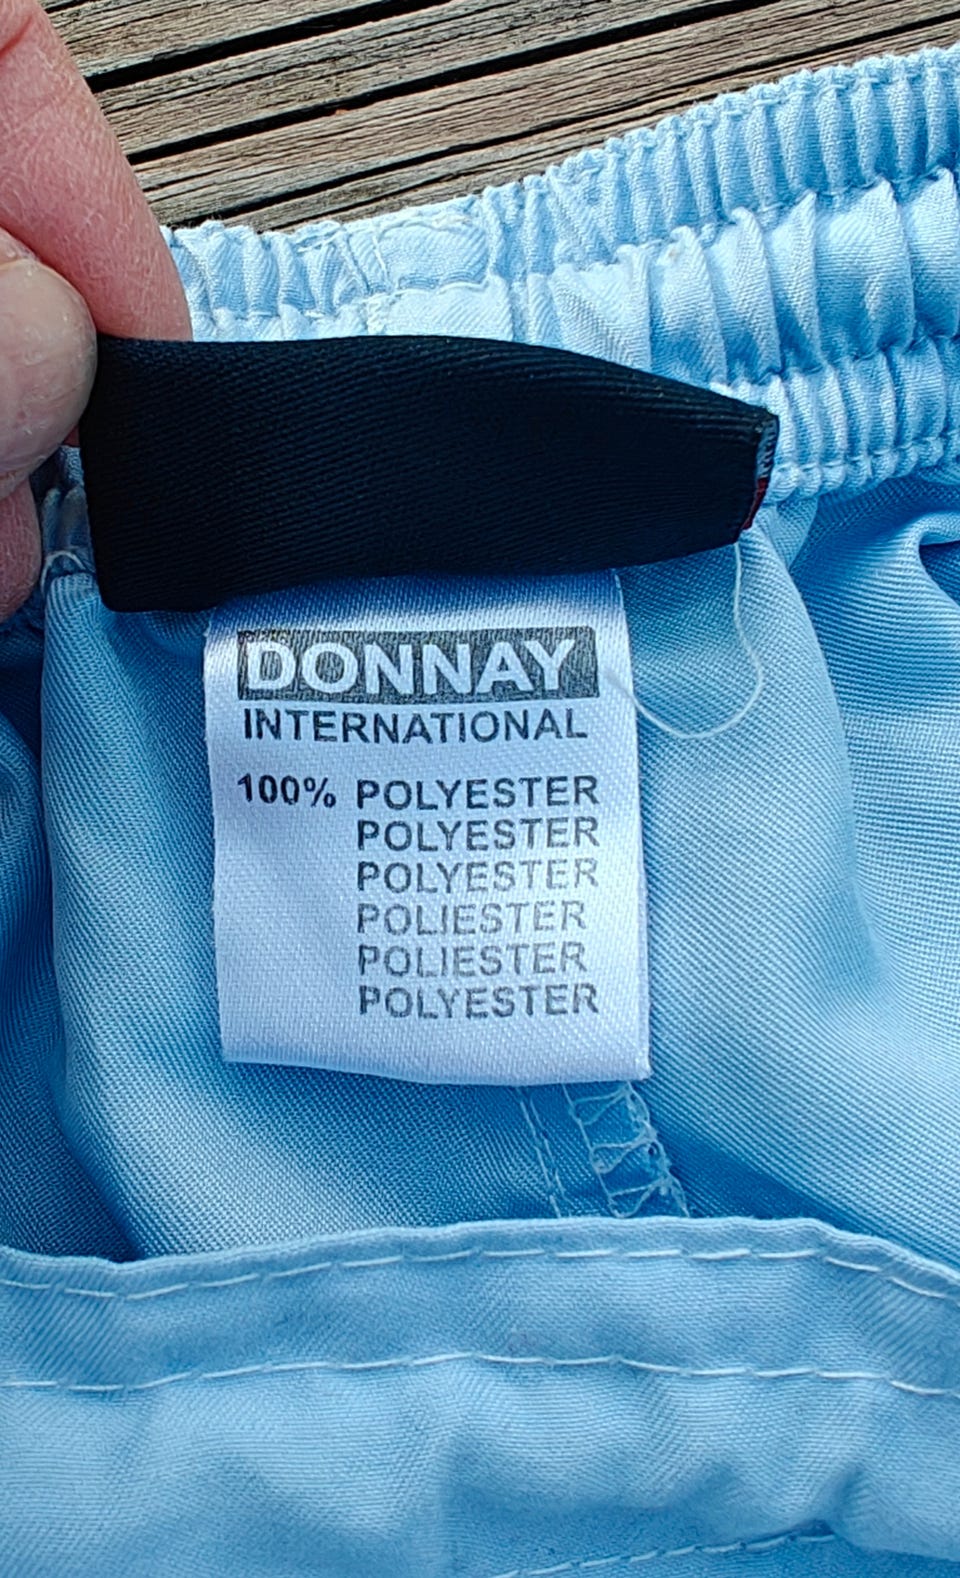 DONNAY
INTERNATIONAL
100% POLYESTER
POLYESTER
POLYESTER
POLIESTER
POLIESTER
POLYESTER